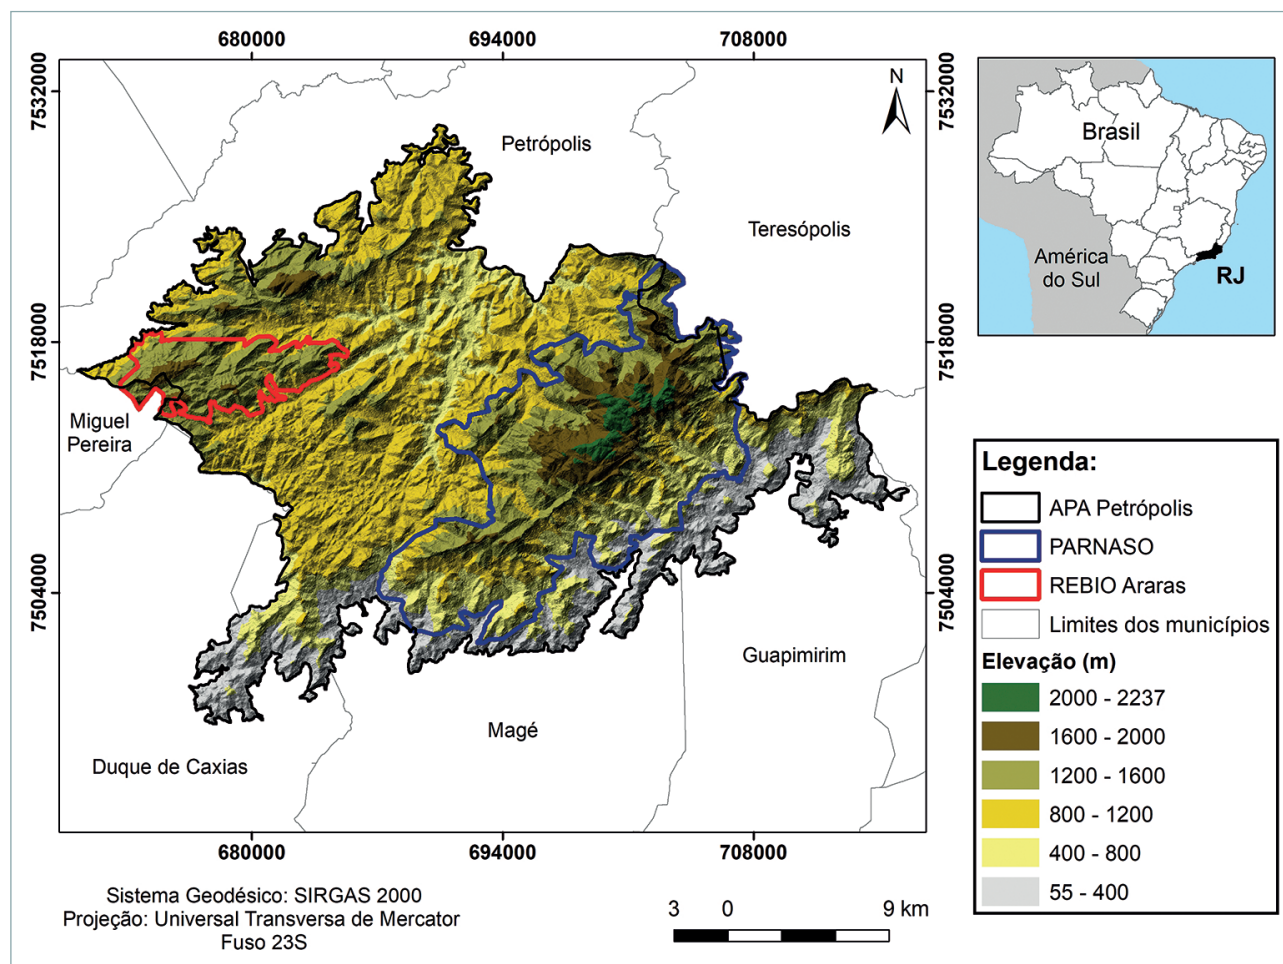 680000
694000
708000
7532000
7532000
N
Petrópolis
Teresópolis
Brasil
América
do Sul
RJ
7518000
7518000
Miguel
Pereira
7504000
7504000
Guapimirim
Magé
Duque de Caxias
680000
694000
708000
Legenda:
APA Petrópolis
PARNASO
REBIO Araras
Limites dos municípios
Elevação (m)
2000 - 2237
1600 - 2000
1200 - 1600
800 - 1200
400 - 800
55 - 400
Sistema Geodésico: SIRGAS 2000
Projeção: Universal Transversa de Mercator
Fuso 23S
3 0 9 km